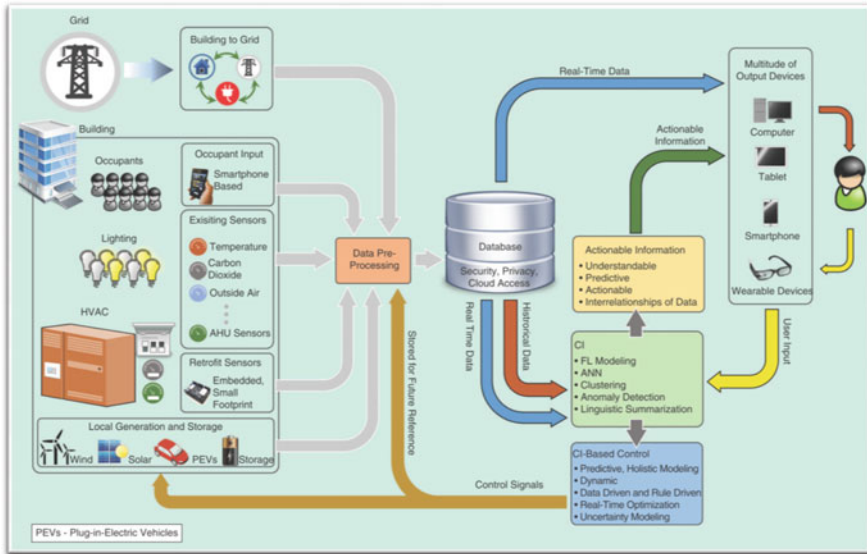 Grid
Building to Grid
Building
Occupants
Lighting
HVAC
Occupant Input
Smartphone
Based
Exisiting Sensors
Temperature
Carbon
Dioxide
Outside Air
AHU Sensors
Retrofit Sensors
Embedded,
Small
Footprint
Local Generation and Storage
Wind
Solar
PEVs
Storage
PEVs - Plug-in-Electric Vehicles
Data Pre-
Processing
Stored for Future
Reference
Control Signals
Database
Security, Privacy,
Cloud Access
Real-Time Data
Real Time Data
Histrorical Data
Actionable
Information
Actionable Information
• Understandable
• Predictive
• Actionable
• Interrelationships of Data
CI
• FL Modeling
• ANN
• Clustering
• Anomaly Detection
• Linguistic Summarization
CI-Based Control
• Predictive, Holistic Modeling
• Dynamic
• Data Driven and Rule Driven
• Real-Time Optimization
• Uncertainty Modeling
Multitude of
Output Devices
Computer
Tablet
Smartphone
Wearable Devices
User Input